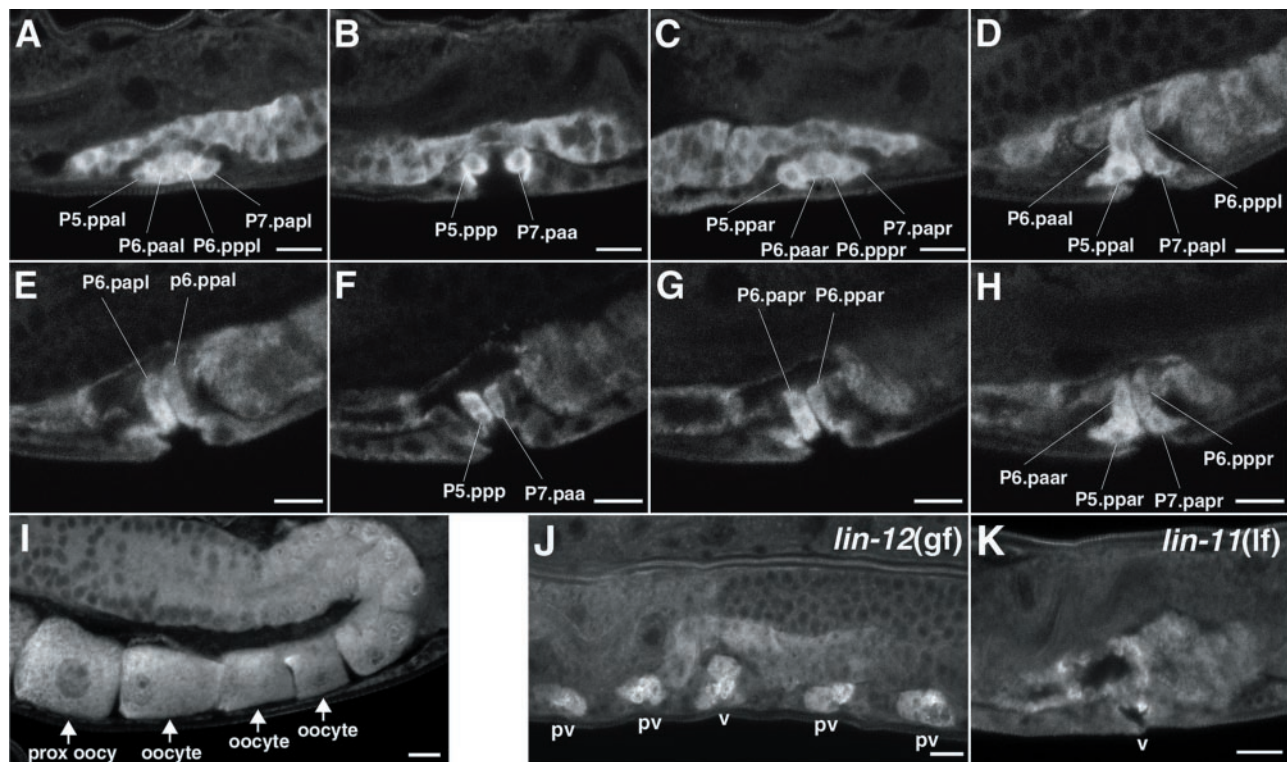 A
P5.ppal
P6.paal
P6.pppl
P7.papl
B
P5.ppp
P7.paa
C
P5.ppar
P6.paar
P6.pppr
P7.papr
D
P6.paal
P5.ppal
P7.papl
P6.pppl
E
P6.papl
p6.ppal
F
P5.ppp
P7.paa
G
P6.papr
P6.ppar
H
P6.paar
P5.ppar
P7.papr
P6.pppr
I
prox oocy
oocyte
oocyte
oocyte
J
lin-12(gf)
pv
pv
v
pv
pv
K
lin-11(lf)
v